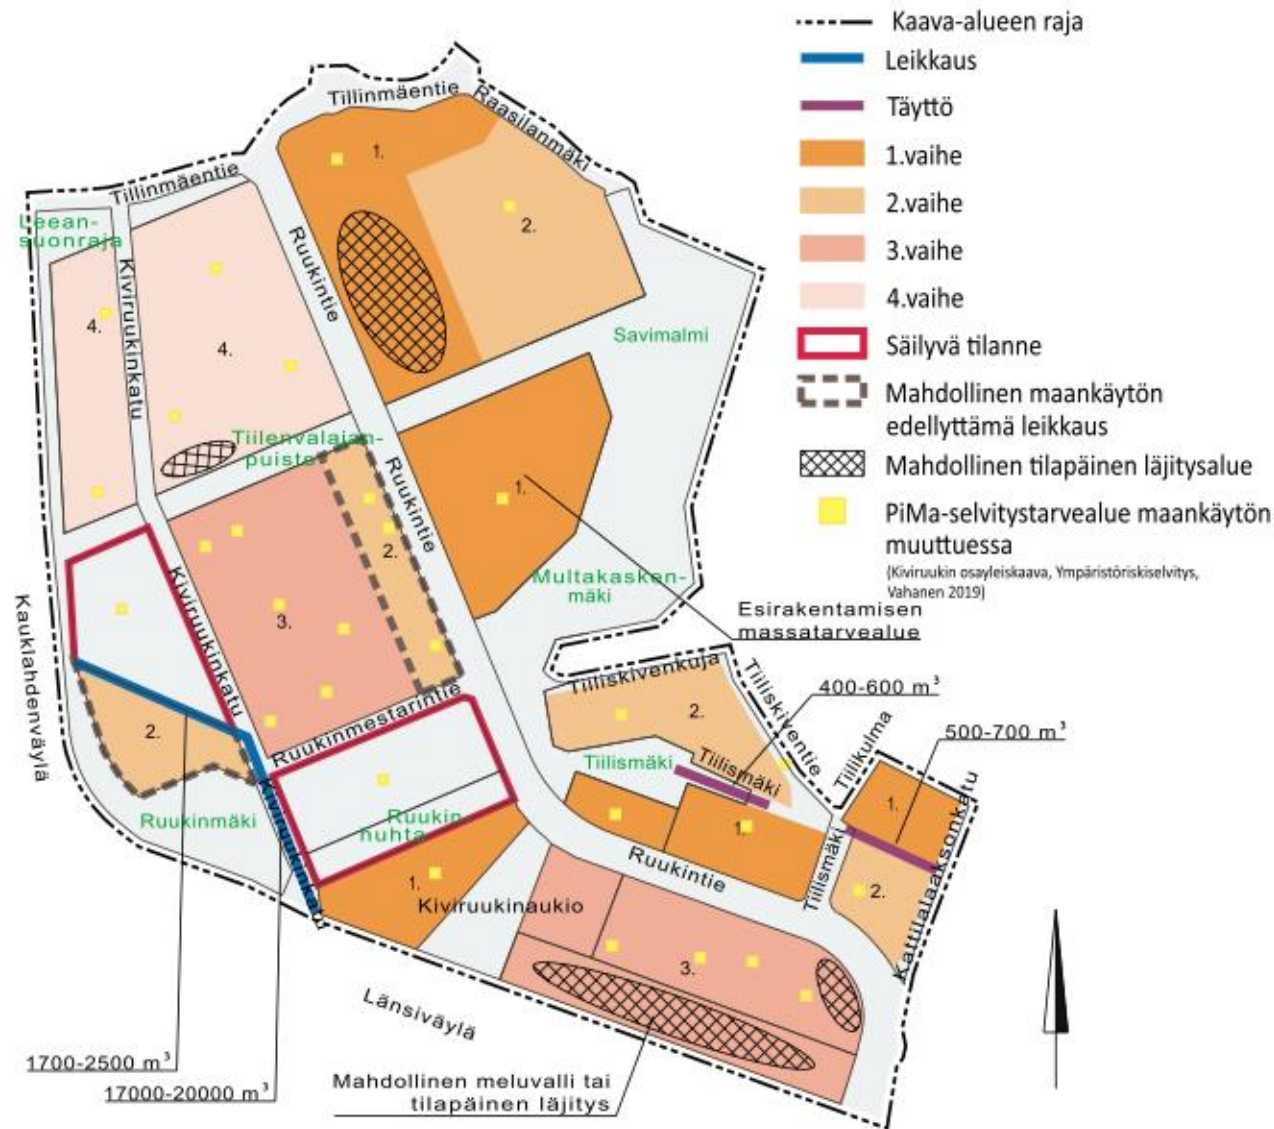 Kaava-alueen raja
Leikkaus
Täyttö
1.vaihe
2.vaihe
3.vaihe
4.vaihe
Säilyvä tilanne
Mahdollinen maankäytön
edellyttämä leikkaus
Mahdollinen tilapäinen läjitysalue
PiMa-selvitystarvealue maankäytön
muuttuessa
(Kiviruukin osayleiskaava, Ympäristöriskiselvitys,
Vahanen 2019)
Tillinmäentie
Raasilanmäki
Tillinmäentie
1.
2.
Leean-
suonraja
Kiviruukinkatu
Ruukintie
4.
4.
Savimalmi
Tiilenvalajan-
puisto
Ruukintie
1.
2.
Multakasken-
mäki
Esirakentamisen
massatarvealue
Kauklahdenväylä
Kiviruukinkatu
3.
Tiiliskivenkuja
Tiiliskiventie
400-600 m³
2.
Ruukinmestarintie
2.
Tiilismäki
Tiilismäki
Tiilikulma
500-700 m³
1.
Kiviruukinkatu
Ruukinmäki
Ruukin-
nuhta
1.
Ruukintie
Tiilismäki
2.
Kattilalaaksonkatu
1.
Kiviruukinaukio
3.
Länsiväylä
1700-2500 m³
17000-20000 m³
Mahdollinen meluvalli tai
tilapäinen läjitys